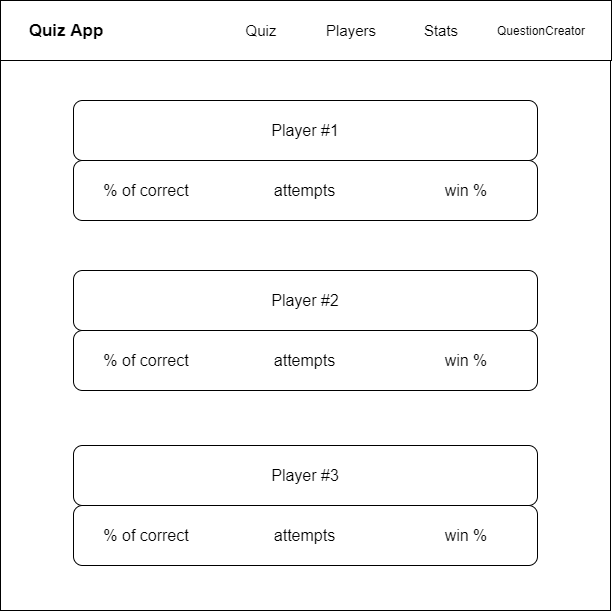 Quiz App Quiz Players Stats QuestionCreator
Player #1
% of correct attempts win %
Player #2
% of correct attempts win %
Player #3
% of correct attempts win %